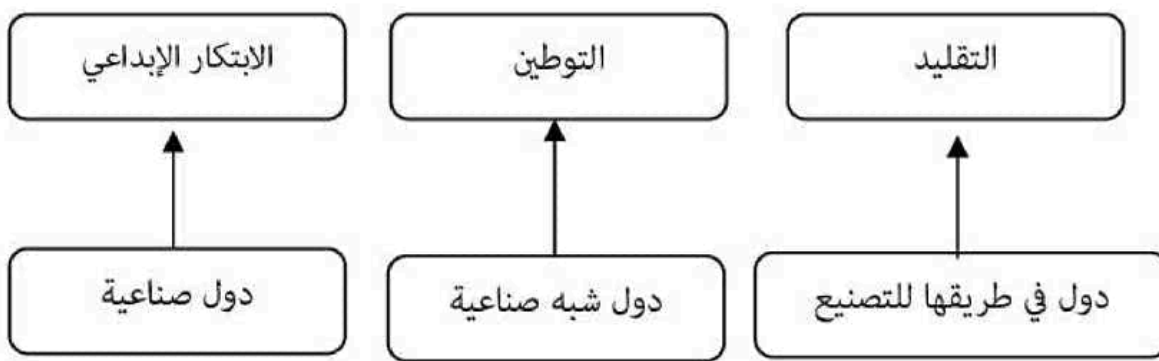 التقليد
التوطين
الابتكار الإبداعي
دول في طريقها للتصنيع
دول شبه صناعية
دول صناعية